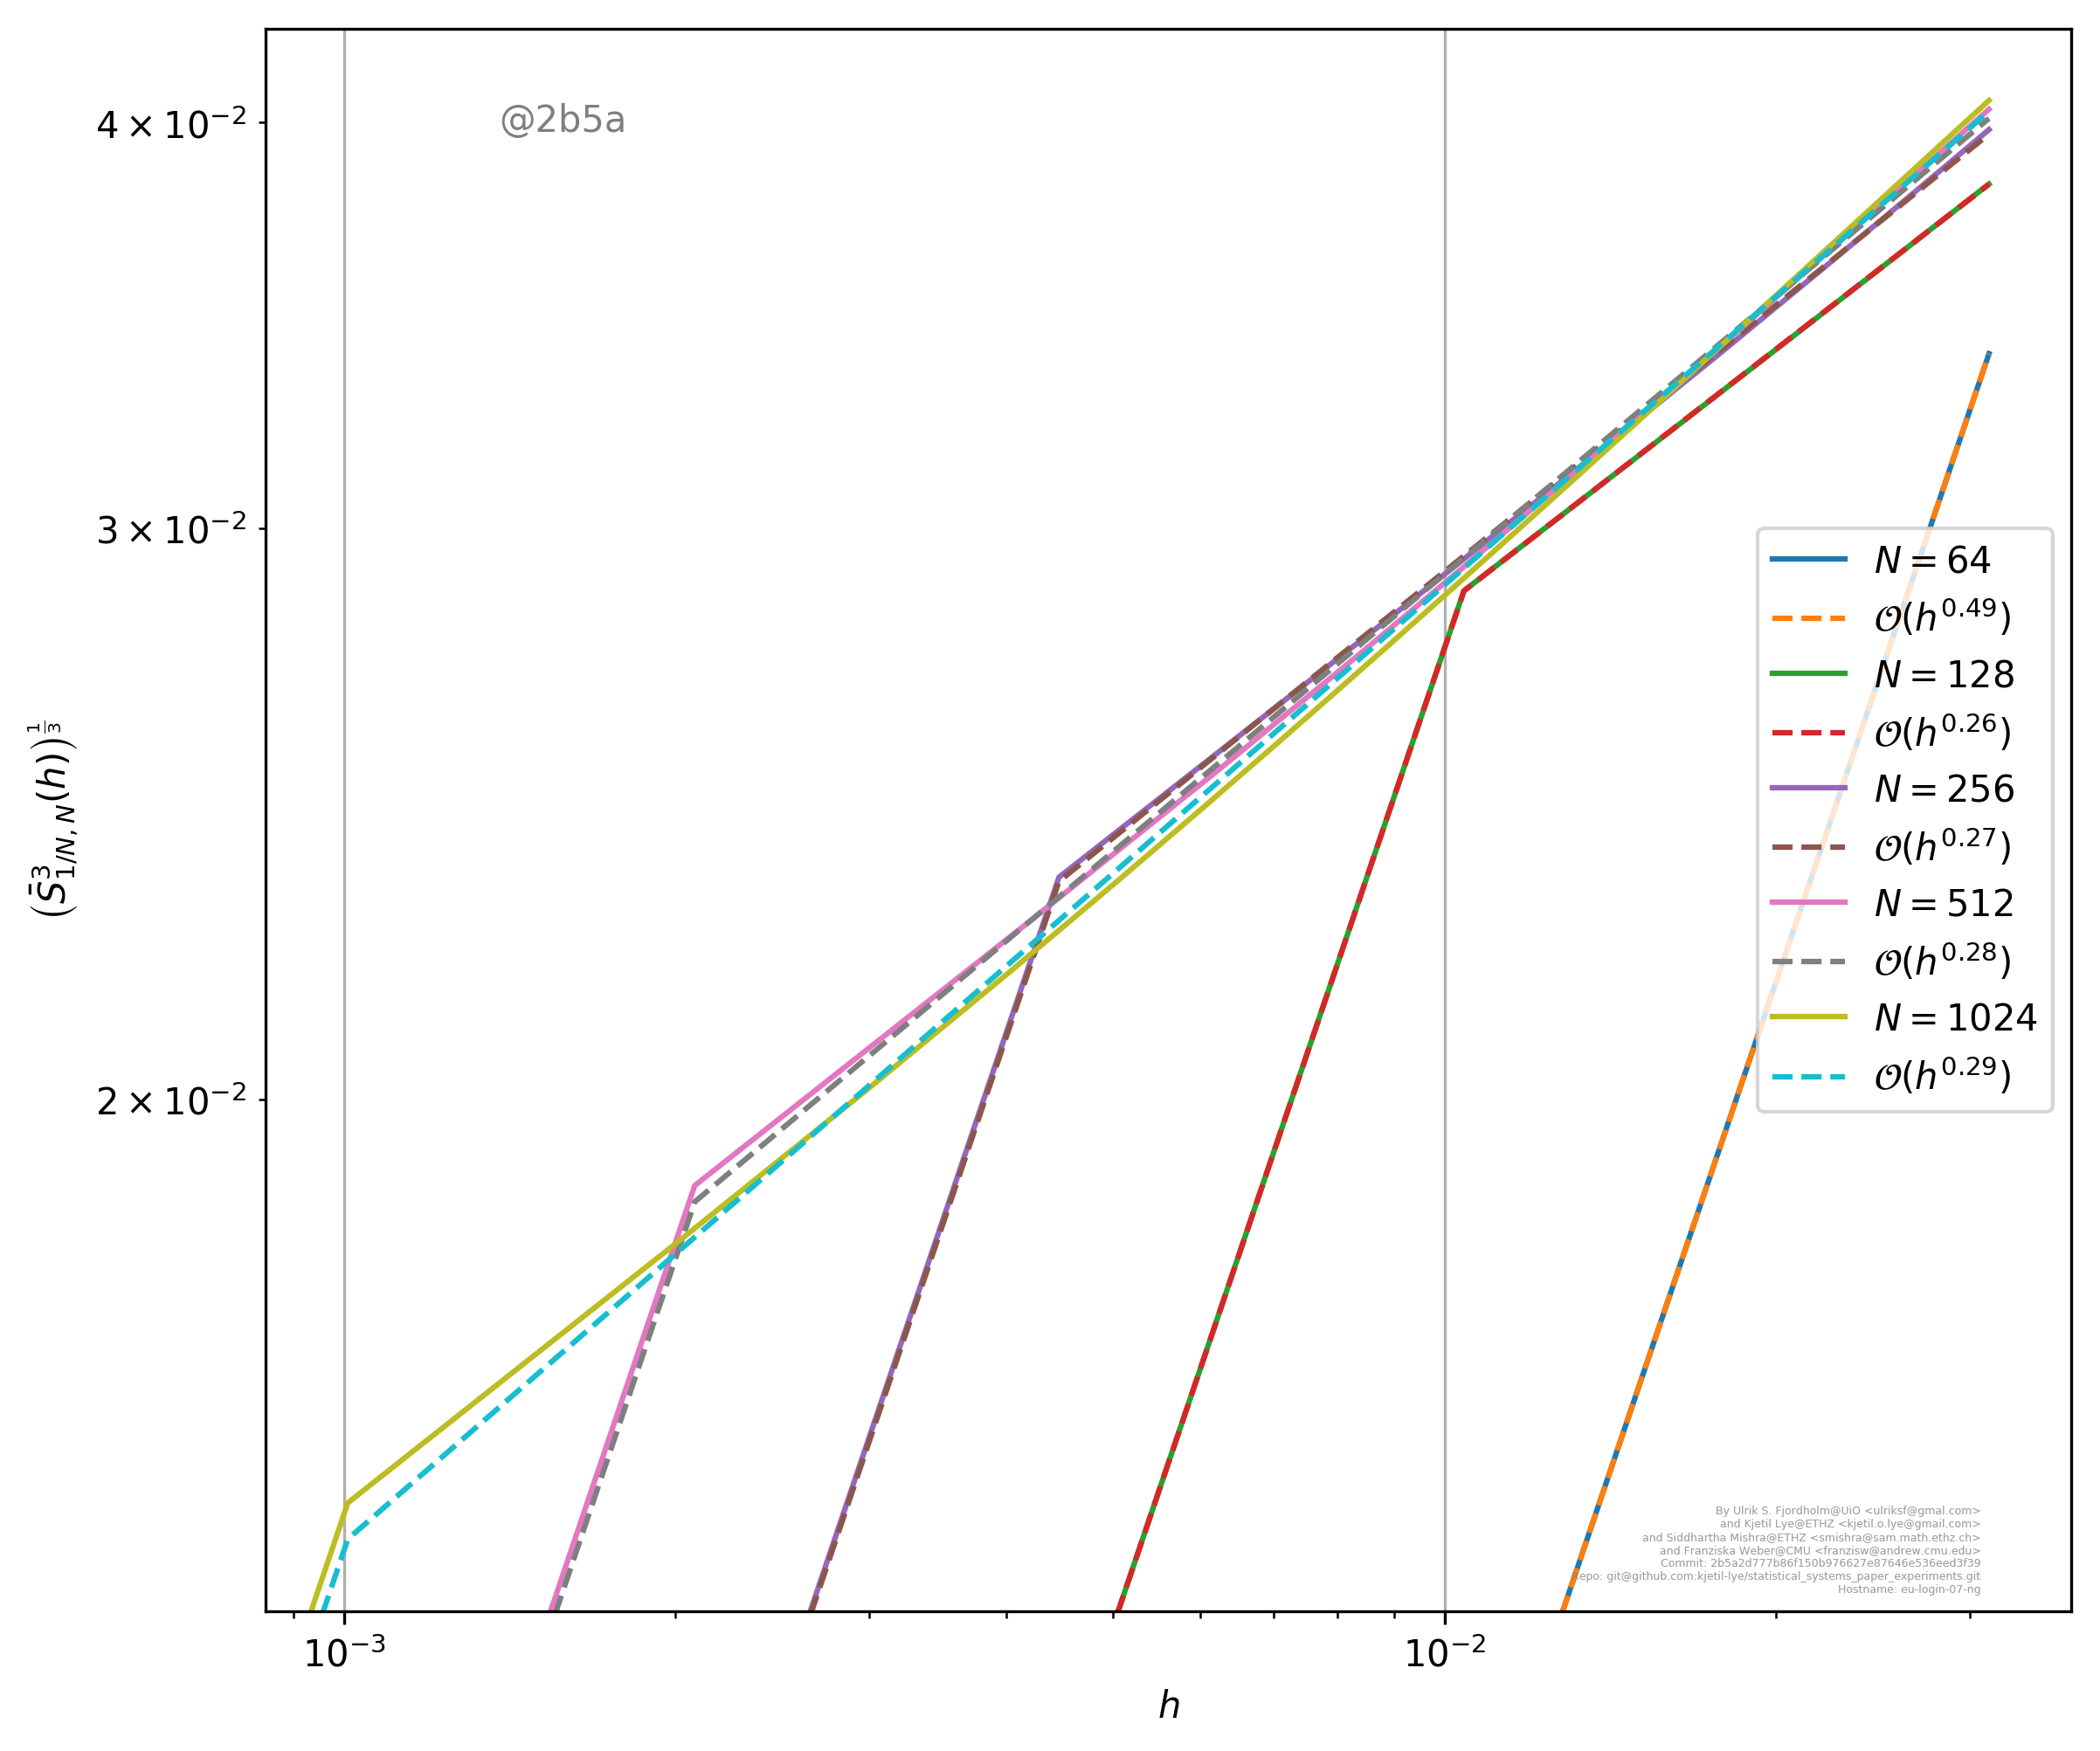 @2b5a
4 × 10⁻²
3 × 10⁻²
2 × 10⁻²
(S̄³₁/N, N(h))^(1/3)
N = 64
𝒪(h^0.49)
N = 128
𝒪(h^0.26)
N = 256
𝒪(h^0.27)
N = 512
𝒪(h^0.28)
N = 1024
𝒪(h^0.29)
By Ulrik S. Fjordholm@UiO <ulriksf@gmal.com>
and Kjetil Lye@ETHZ <kjetil.o.lye@gmail.com>
and Siddhartha Mishra@ETHZ <smishra@sam.math.ethz.ch>
and Franziska Weber@CMU <franzisw@andrew.cmu.edu>
Commit: 2b5a2d777b86f150b976627e87646e536eed3f39
Repo: git@github.com:kjetil-lye/statistical_systems_paper_experiments.git
Hostname: eu-login-07-ng
10⁻³
10⁻²
h